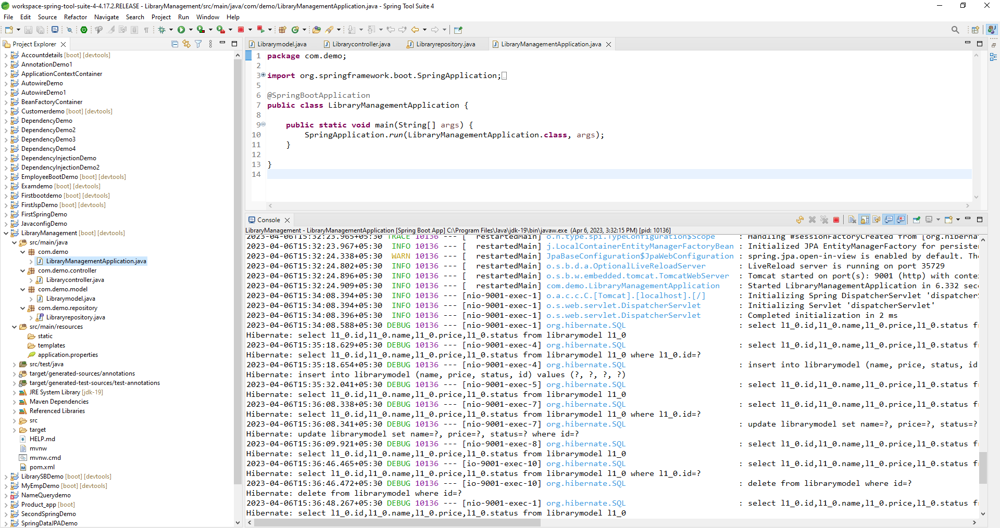 workspace-spring-tool-suite-4-4.17.2.RELEASE - LibraryManagement/src/main/java/com/demo/LibraryManagementApplication.java - Spring Tool Suite 4
File Edit Source Refactor Navigate Search Project Run Window Help
Project Explorer
Accountdetails [boot] [devtools]
AnnotationDemo1
ApplicationContextContainer
AutowireDemo
AutowireDemo1
BeanFactoryContainer
Customerdemo [boot] [devtools]
DependencyDemo
DependencyDemo2
DependencyDemo3
DependencyDemo4
DependencyInjectionDemo
DependencyInjectionDemo2
EmployeeBootDemo [boot] [devtools]
Examdemo [boot] [devtools]
Firstbootdemo [boot] [devtools]
FirstJspDemo [boot] [devtools]
FirstSpringDemo
JavaconfigDemo
LibraryManagement [boot] [devtools]
src/main/java
com.demo
LibraryManagementApplication.java
com.demo.controller
Librarycontroller.java
com.demo.model
Librarymodel.java
com.demo.repository
Libraryrepository.java
src/main/resources
static
templates
application.properties
src/test/java
target/generated-sources/annotations
target/generated-test-sources/test-annotations
JRE System Library [jdk-19]
Maven Dependencies
Referenced Libraries
src
target
HELP.md
mvnw
mvnw.cmd
pom.xml
LibrarySBDemo [boot] [devtools]
MyEmpDemo [boot] [devtools]
NameQuerydemo
Product_app [boot]
SecondSpringDemo
SpringDataJPADemo
Librarymodel.java Librarycontroller.java Libraryrepository.java LibraryManagementApplication.java
1 package com.demo;
2
3 import org.springframework.boot.SpringApplication;
5
6 @SpringBootApplication
7 public class LibraryManagementApplication {
8
9 public static void main(String[] args) {
10 SpringApplication.run(LibraryManagementApplication.class, args);
11 }
12
13 }
14
Console
LibraryManagement - LibraryManagementApplication [Spring Boot App] C:\Program Files\Java\jdk-19\bin\javaw.exe (Apr 6, 2023, 3:32:15 PM) [pid: 10136]
2023-04-06T15:32:23.965+05:30 TRACE 10136 --- [ restartedMain] o.h.type.spi.TypeConfiguration$Scope : Handling #sessionFactoryCreated from [org.hibernat
2023-04-06T15:32:23.967+05:30 INFO 10136 --- [ restartedMain] j.LocalContainerEntityManagerFactoryBean : Initialized JPA EntityManagerFactory for persisten
2023-04-06T15:32:24.338+05:30 WARN 10136 --- [ restartedMain] JpaBaseConfiguration$JpaWebConfiguration : spring.jpa.open-in-view is enabled by default. The
2023-04-06T15:32:24.802+05:30 INFO 10136 --- [ restartedMain] o.s.b.d.a.OptionalLiveReloadServer : LiveReload server is running on port 35729
2023-04-06T15:32:24.896+05:30 INFO 10136 --- [ restartedMain] o.s.b.w.embedded.tomcat.TomcatWebServer : Tomcat started on port(s): 9001 (http) with contex
2023-04-06T15:32:24.909+05:30 INFO 10136 --- [ restartedMain] com.demo.LibraryManagementApplication : Started LibraryManagementApplication in 6.332 seco
2023-04-06T15:34:08.394+05:30 INFO 10136 --- [nio-9001-exec-1] o.a.c.c.C.[Tomcat].[localhost].[/] : Initializing Spring DispatcherServlet 'dispatcherS
2023-04-06T15:34:08.394+05:30 INFO 10136 --- [nio-9001-exec-1] o.s.web.servlet.DispatcherServlet : Initializing Servlet 'dispatcherServlet'
2023-04-06T15:34:08.396+05:30 INFO 10136 --- [nio-9001-exec-1] o.s.web.servlet.DispatcherServlet : Completed initialization in 2 ms
2023-04-06T15:34:08.588+05:30 DEBUG 10136 --- [nio-9001-exec-1] org.hibernate.SQL : select l1_0.id,l1_0.name,l1_0.price,l1_0.status fr
Hibernate: select l1_0.id,l1_0.name,l1_0.price,l1_0.status from librarymodel l1_0
2023-04-06T15:35:18.629+05:30 DEBUG 10136 --- [nio-9001-exec-4] org.hibernate.SQL : select l1_0.id,l1_0.name,l1_0.price,l1_0.status fr
Hibernate: select l1_0.id,l1_0.name,l1_0.price,l1_0.status from librarymodel l1_0 where l1_0.id=?
2023-04-06T15:35:18.654+05:30 DEBUG 10136 --- [nio-9001-exec-4] org.hibernate.SQL : insert into librarymodel (name, price, status, id
Hibernate: insert into librarymodel (name, price, status, id) values (?, ?, ?, ?)
2023-04-06T15:35:32.041+05:30 DEBUG 10136 --- [nio-9001-exec-5] org.hibernate.SQL : select l1_0.id,l1_0.name,l1_0.price,l1_0.status fr
Hibernate: select l1_0.id,l1_0.name,l1_0.price,l1_0.status from librarymodel l1_0
2023-04-06T15:36:08.338+05:30 DEBUG 10136 --- [nio-9001-exec-7] org.hibernate.SQL : select l1_0.id,l1_0.name,l1_0.price,l1_0.status fr
Hibernate: select l1_0.id,l1_0.name,l1_0.price,l1_0.status from librarymodel l1_0 where l1_0.id=?
2023-04-06T15:36:08.341+05:30 DEBUG 10136 --- [nio-9001-exec-7] org.hibernate.SQL : update librarymodel set name=?, price=?, status=?
Hibernate: update librarymodel set name=?, price=?, status=? where id=?
2023-04-06T15:36:09.921+05:30 DEBUG 10136 --- [nio-9001-exec-8] org.hibernate.SQL : select l1_0.id,l1_0.name,l1_0.price,l1_0.status fr
Hibernate: select l1_0.id,l1_0.name,l1_0.price,l1_0.status from librarymodel l1_0
2023-04-06T15:36:46.465+05:30 DEBUG 10136 --- [io-9001-exec-10] org.hibernate.SQL : select l1_0.id,l1_0.name,l1_0.price,l1_0.status fr
Hibernate: select l1_0.id,l1_0.name,l1_0.price,l1_0.status from librarymodel l1_0 where l1_0.id=?
2023-04-06T15:36:46.472+05:30 DEBUG 10136 --- [io-9001-exec-10] org.hibernate.SQL : delete from librarymodel where id=?
Hibernate: delete from librarymodel where id=?
2023-04-06T15:36:48.267+05:30 DEBUG 10136 --- [nio-9001-exec-1] org.hibernate.SQL : select l1_0.id,l1_0.name,l1_0.price,l1_0.status fr
Hibernate: select l1_0.id,l1_0.name,l1_0.price,l1_0.status from librarymodel l1_0